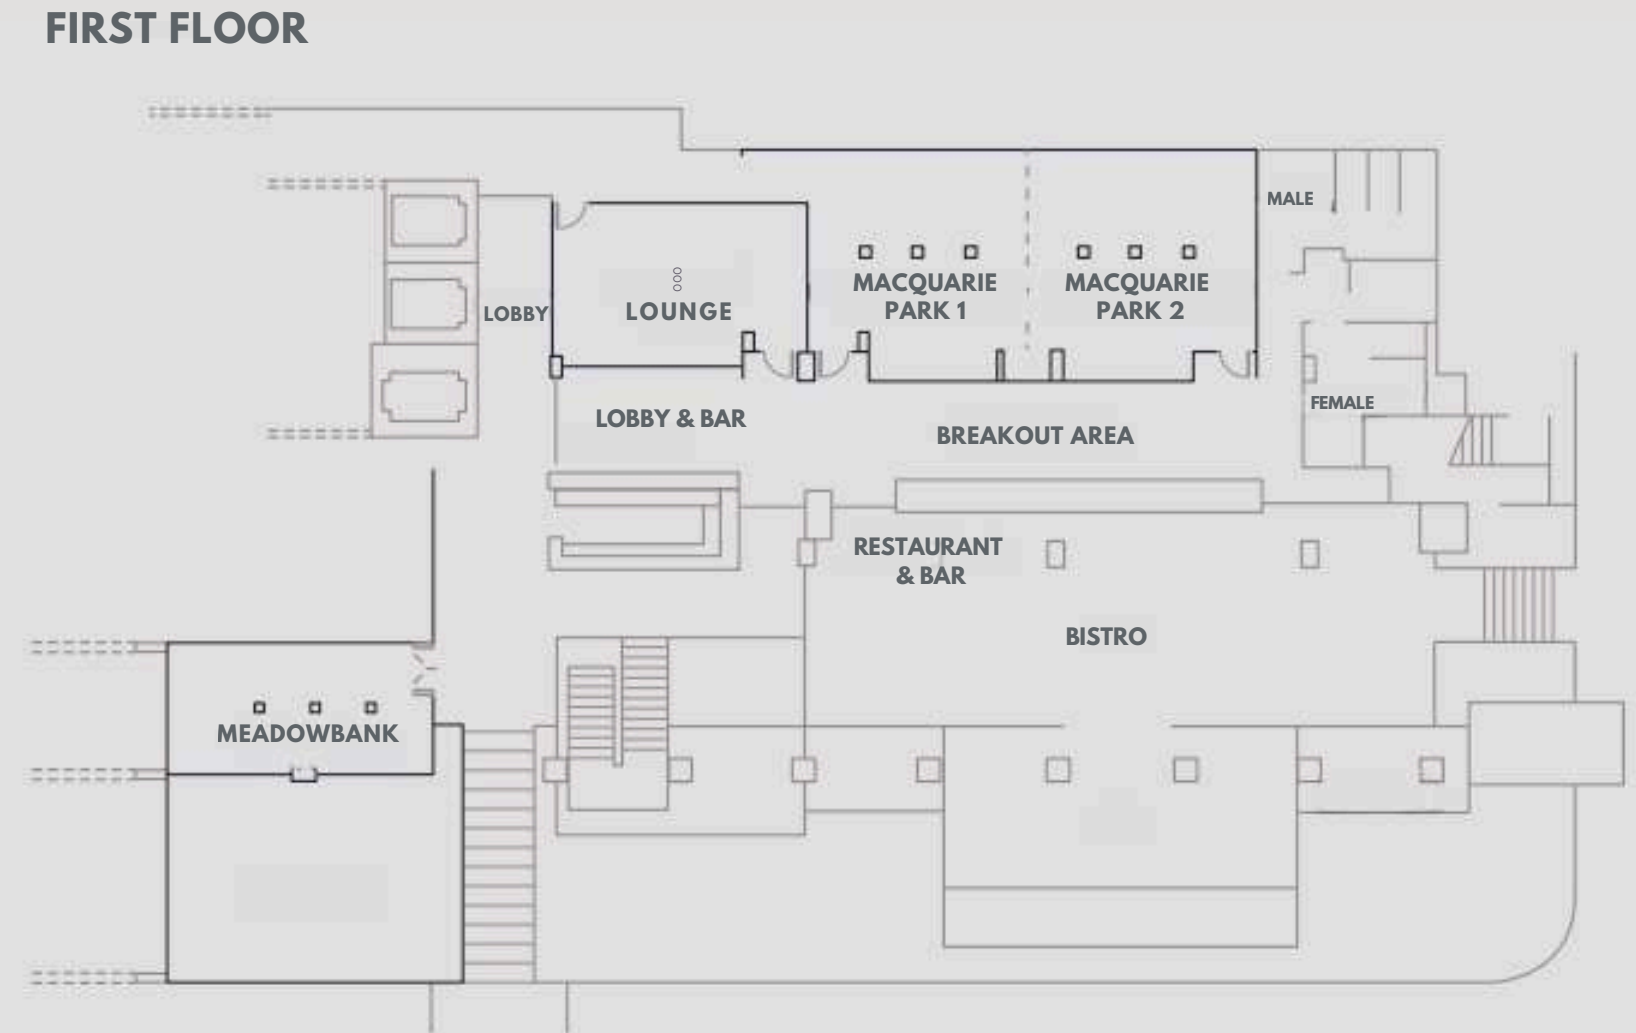 FIRST FLOOR
MALE
LOBBY
LOUNGE
MACQUARIE
PARK 1
MACQUARIE
PARK 2
FEMALE
LOBBY & BAR
BREAKOUT AREA
RESTAURANT
& BAR
BISTRO
MEADOWBANK